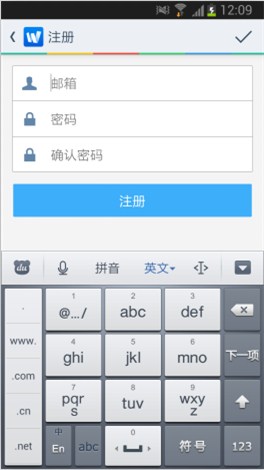 12:09
W 注册
邮箱
密码
确认密码
注册
du 拼音 英文
. 1 @.../ 2 abc 3 def
www. 4 ghi 5 jkl 6 mno 下一项
.com
.cn 7 pqrs 8 tuv 9 wxyz
.net 中 En abc 0 符号 123